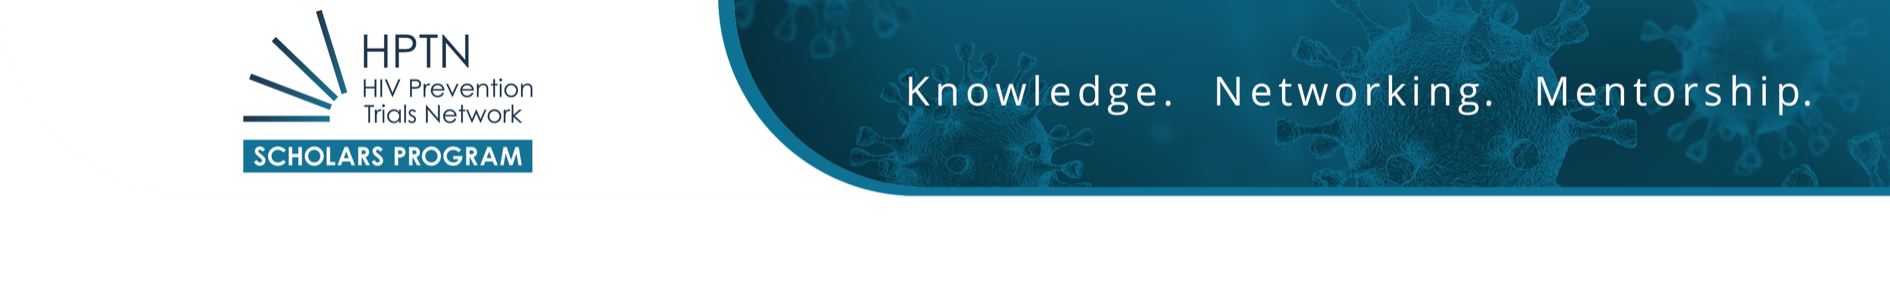 HPTN
HIV Prevention
Trials Network
SCHOLARS PROGRAM
Knowledge. Networking. Mentorship.